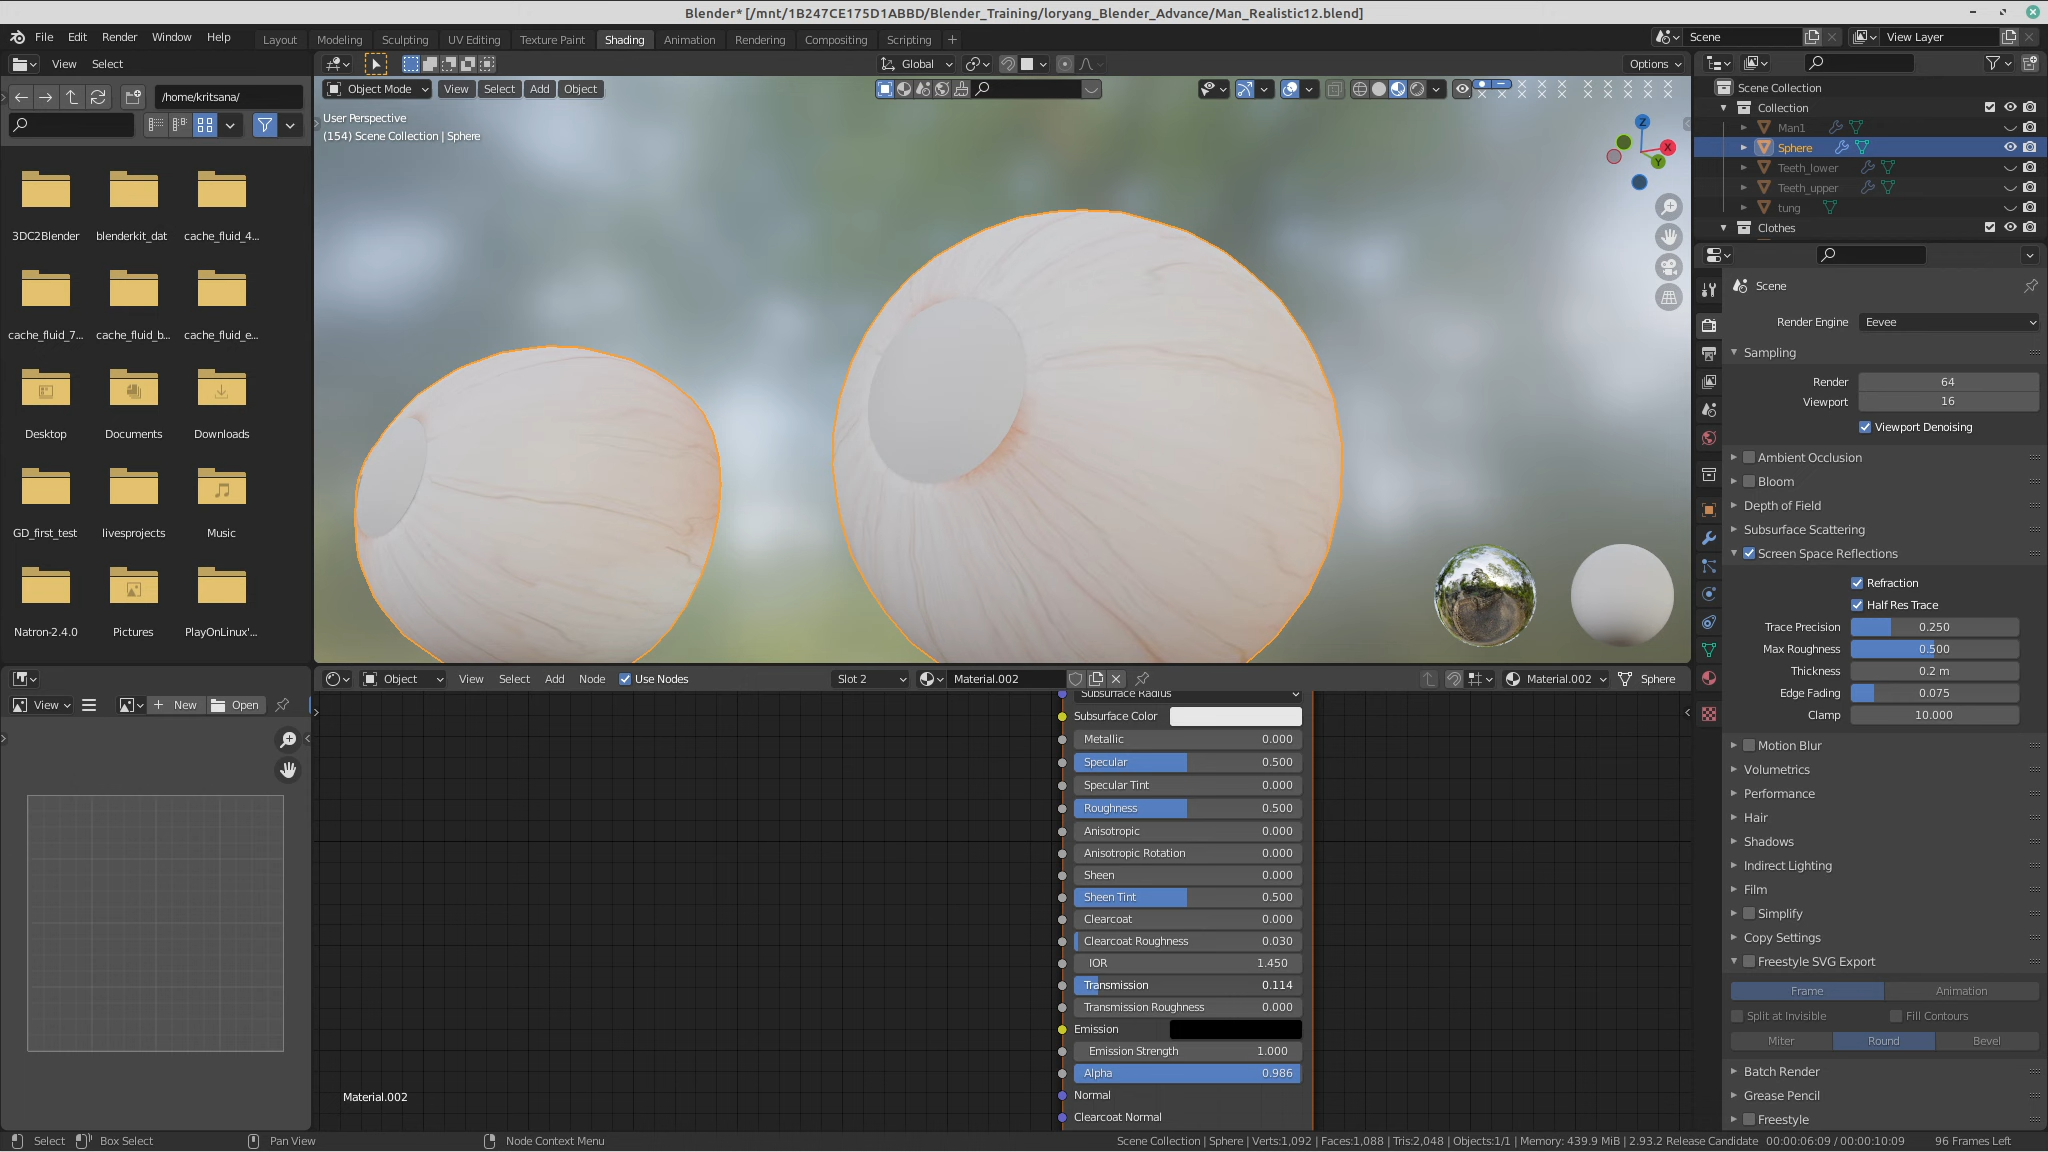 Blender* [/mnt/1B247CE175D1ABBD/Blender_Training/loryang_Blender_Advance/Man_Realistic12.blend]
File Edit Render Window Help
Layout Modeling Sculpting UV Editing Texture Paint Shading Animation Rendering Compositing Scripting +
Scene
View Layer
View Select
Global
Options
/home/kritsana/
Object Mode View Select Add Object
User Perspective
(154) Scene Collection | Sphere
Z
X
Y
3DC2Blender
blenderkit_dat
cache_fluid_4...
cache_fluid_7...
cache_fluid_b...
cache_fluid_e...
Desktop
Documents
Downloads
GD_first_test
livesprojects
Music
Natron-2.4.0
Pictures
PlayOnLinux'...
Scene Collection
Collection
Man1
Sphere
Teeth_lower
Teeth_upper
tung
Clothes
Scene
Render Engine Eevee
Sampling
Render 64
Viewport 16
Viewport Denoising
Ambient Occlusion
Bloom
Depth of Field
Subsurface Scattering
Screen Space Reflections
Refraction
Half Res Trace
Trace Precision 0.250
Max Roughness 0.500
Thickness 0.2 m
Edge Fading 0.075
Clamp 10.000
Motion Blur
Volumetrics
Performance
Hair
Shadows
Indirect Lighting
Film
Simplify
Copy Settings
Freestyle SVG Export
Frame Animation
Split at Invisible Fill Contours
Miter Round Bevel
Batch Render
Grease Pencil
Freestyle
View + New Open
Object View Select Add Node Use Nodes Slot 2 Material.002
Material.002 Sphere
Subsurface Radius
Subsurface Color
Metallic 0.000
Specular 0.500
Specular Tint 0.000
Roughness 0.500
Anisotropic 0.000
Anisotropic Rotation 0.000
Sheen 0.000
Sheen Tint 0.500
Clearcoat 0.000
Clearcoat Roughness 0.030
IOR 1.450
Transmission 0.114
Transmission Roughness 0.000
Emission
Emission Strength 1.000
Alpha 0.986
Normal
Clearcoat Normal
Material.002
Select Box Select Pan View Node Context Menu
Scene Collection | Sphere | Verts:1,092 | Faces:1,088 | Tris:2,048 | Objects:1/1 | Memory: 439.9 MiB | 2.93.2 Release Candidate 00:00:06:09 / 00:00:10:09 96 Frames Left